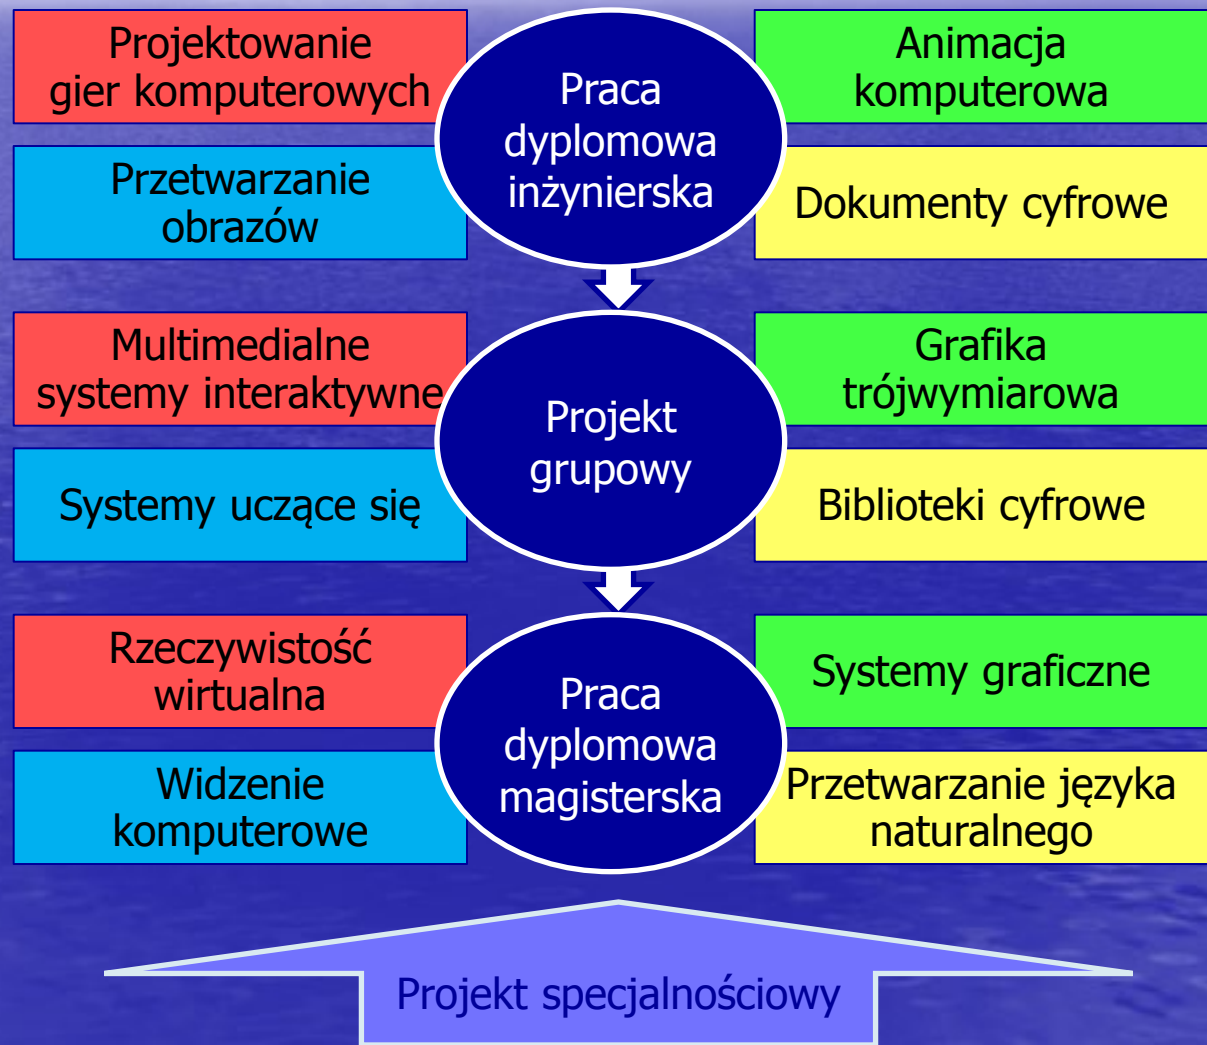 Projektowanie
gier komputerowych
Praca
dyplomowa
inżynierska
Animacja
komputerowa
Przetwarzanie
obrazów
Dokumenty cyfrowe
Multimedialne
systemy interaktywne
Projekt
grupowy
Grafika
trójwymiarowa
Systemy uczące się
Biblioteki cyfrowe
Rzeczywistość
wirtualna
Praca
dyplomowa
magisterska
Systemy graficzne
Widzenie
komputerowe
Przetwarzanie języka
naturalnego
Projekt specjalnościowy